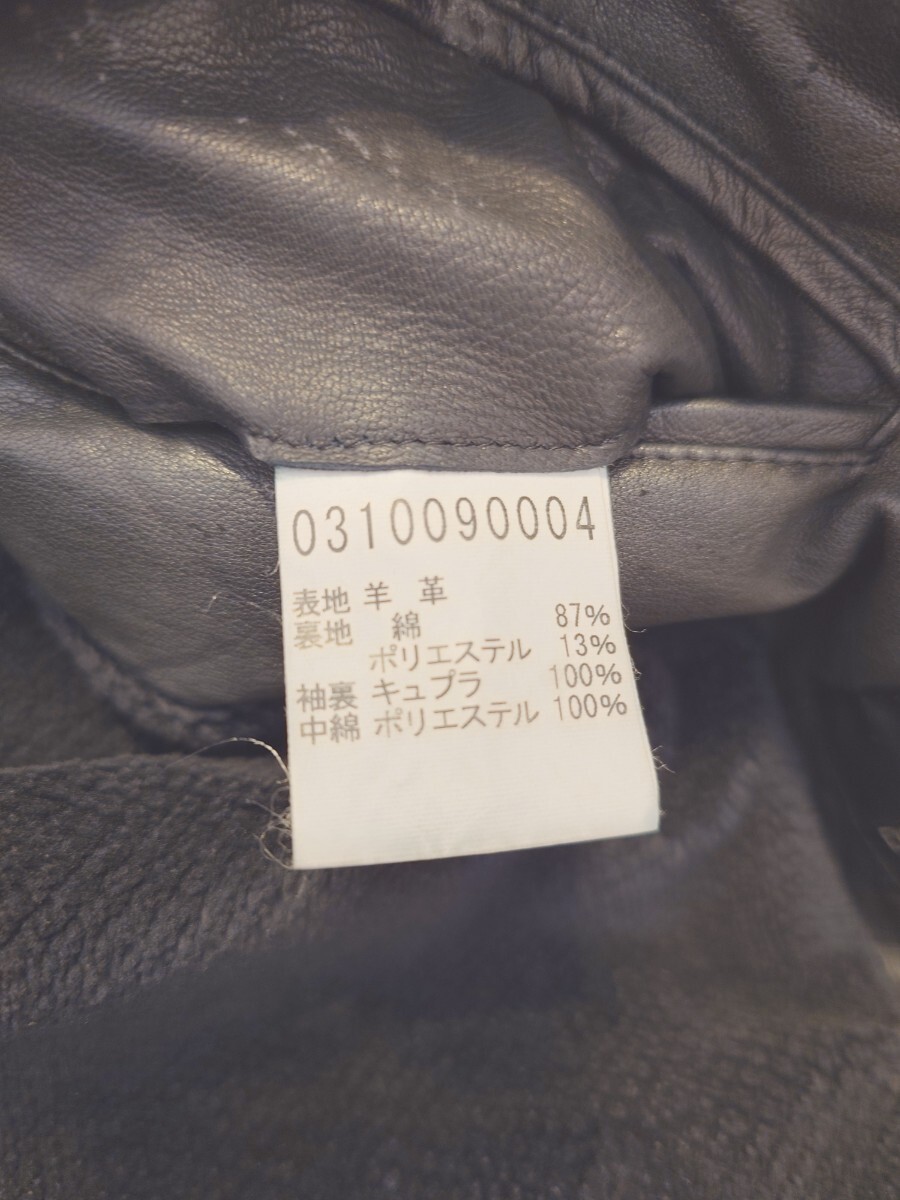 0310090004
表地 羊 革
裏地 綿 87%
ポリエステル 13%
袖裏 キュプラ 100%
中綿 ポリエステル 100%